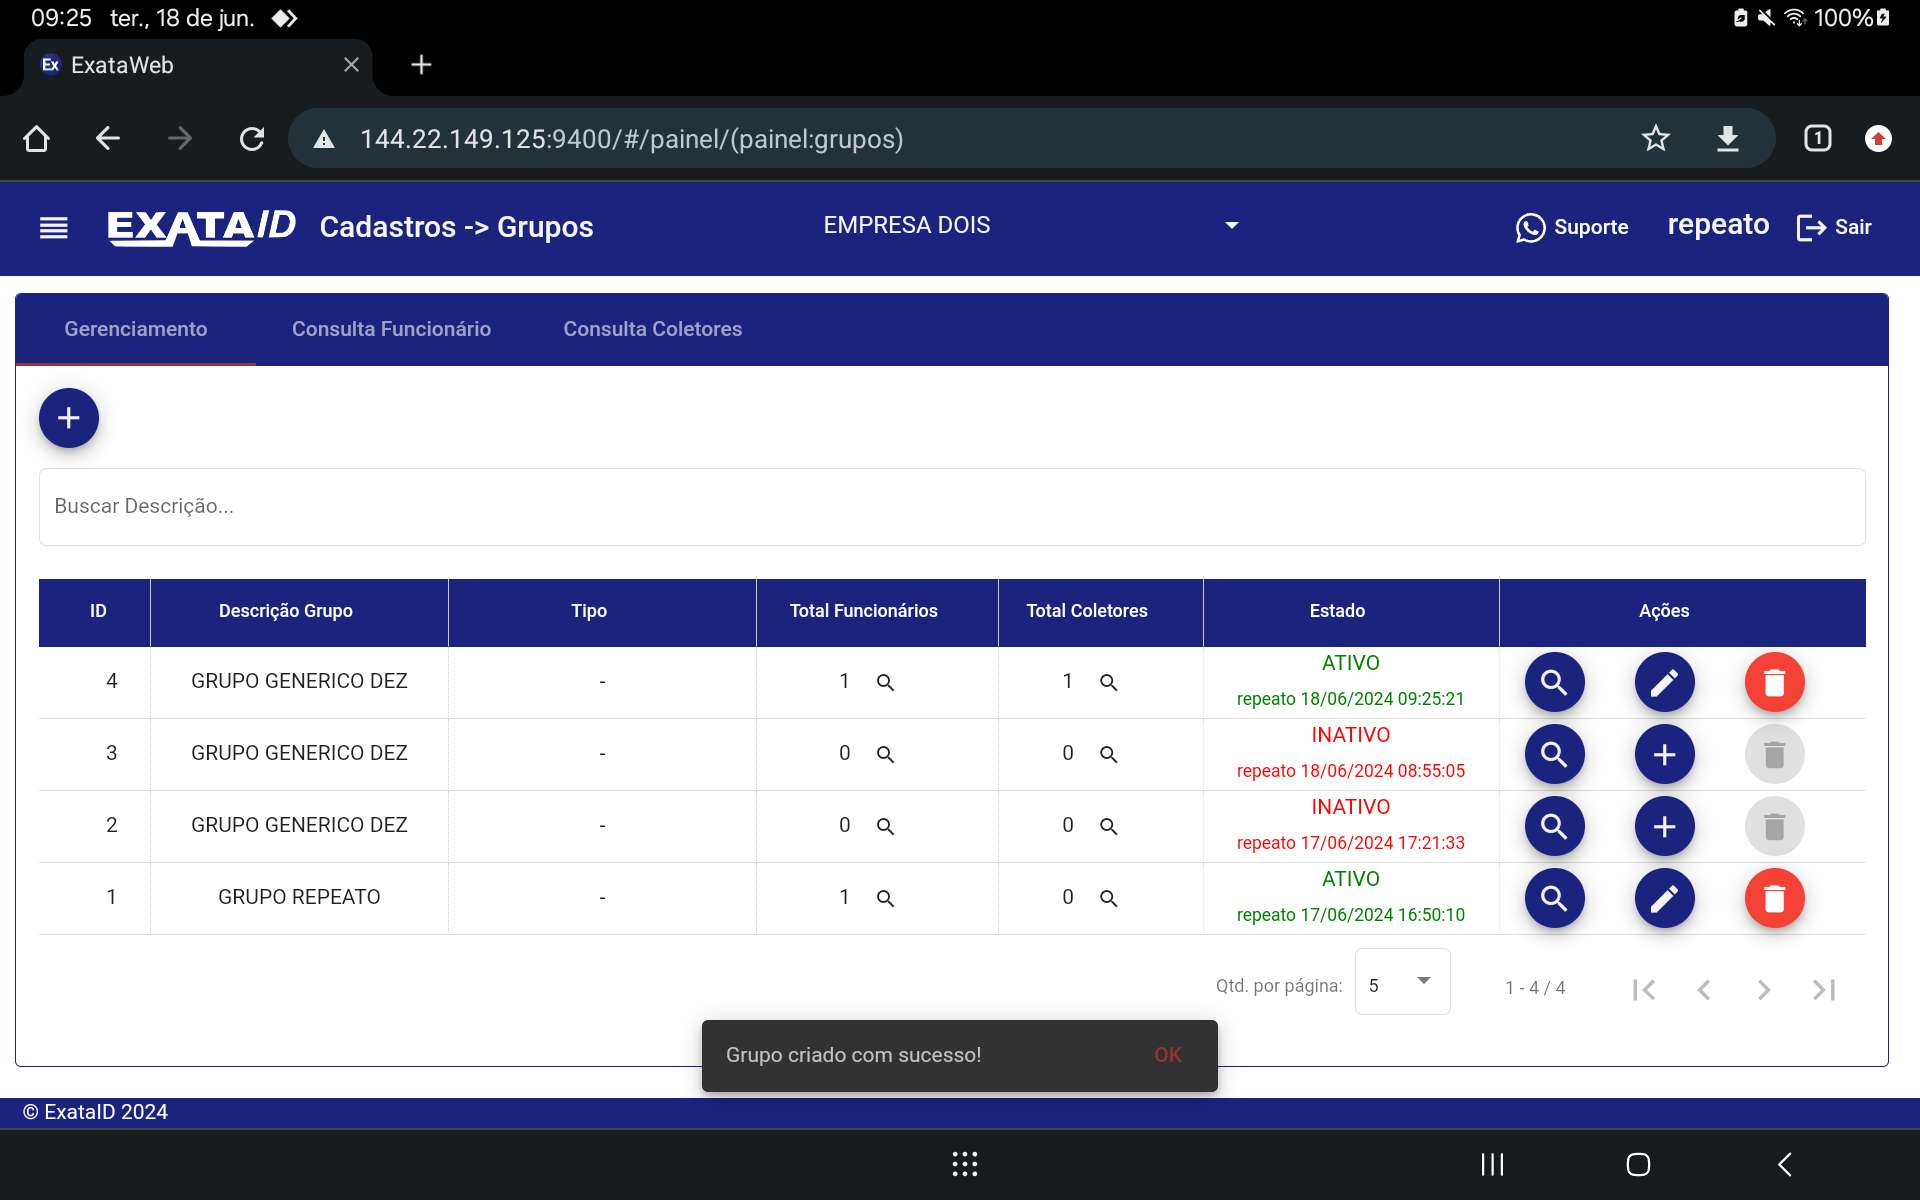 09:25 ter., 18 de jun. 100%
Ex ExataWeb
144.22.149.125:9400/#/painel/(painel:grupos) 1
EXATAID Cadastros -> Grupos EMPRESA DOIS Suporte repeato Sair
Gerenciamento Consulta Funcionário Consulta Coletores
Buscar Descrição...
ID Descrição Grupo Tipo Total Funcionários Total Coletores Estado Ações
4 GRUPO GENERICO DEZ - 1 1 ATIVO
repeato 18/06/2024 09:25:21
3 GRUPO GENERICO DEZ - 0 0 INATIVO
repeato 18/06/2024 08:55:05
2 GRUPO GENERICO DEZ - 0 0 INATIVO
repeato 17/06/2024 17:21:33
1 GRUPO REPEATO - 1 0 ATIVO
repeato 17/06/2024 16:50:10
Qtd. por página: 5 1 - 4 / 4
Grupo criado com sucesso! OK
© ExataID 2024